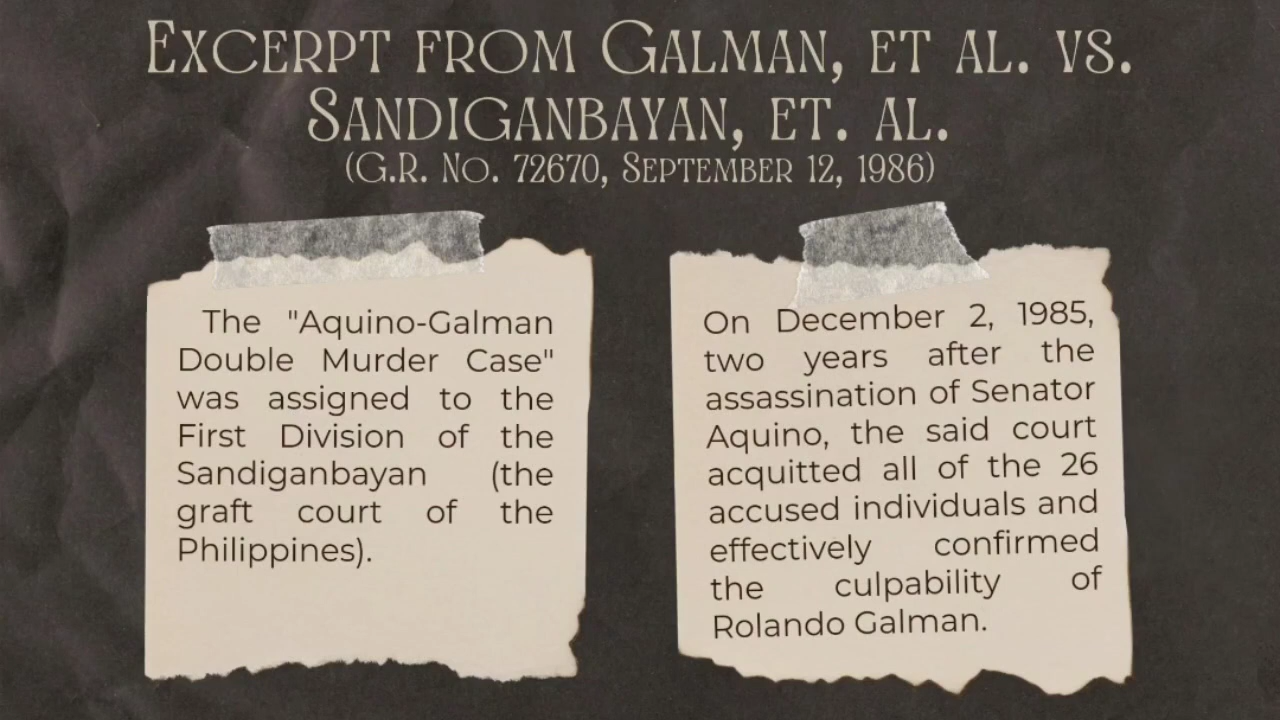 Excerpt from Galman, et al. vs.
Sandiganbayan, et. al.
(G.R. No. 72670, September 12, 1986)
The "Aquino-Galman
Double Murder Case"
was assigned to the
First Division of the
Sandiganbayan (the
graft court of the
Philippines).
On December 2, 1985,
two years after the
assassination of Senator
Aquino, the said court
acquitted all of the 26
accused individuals and
effectively confirmed
the culpability of
Rolando Galman.